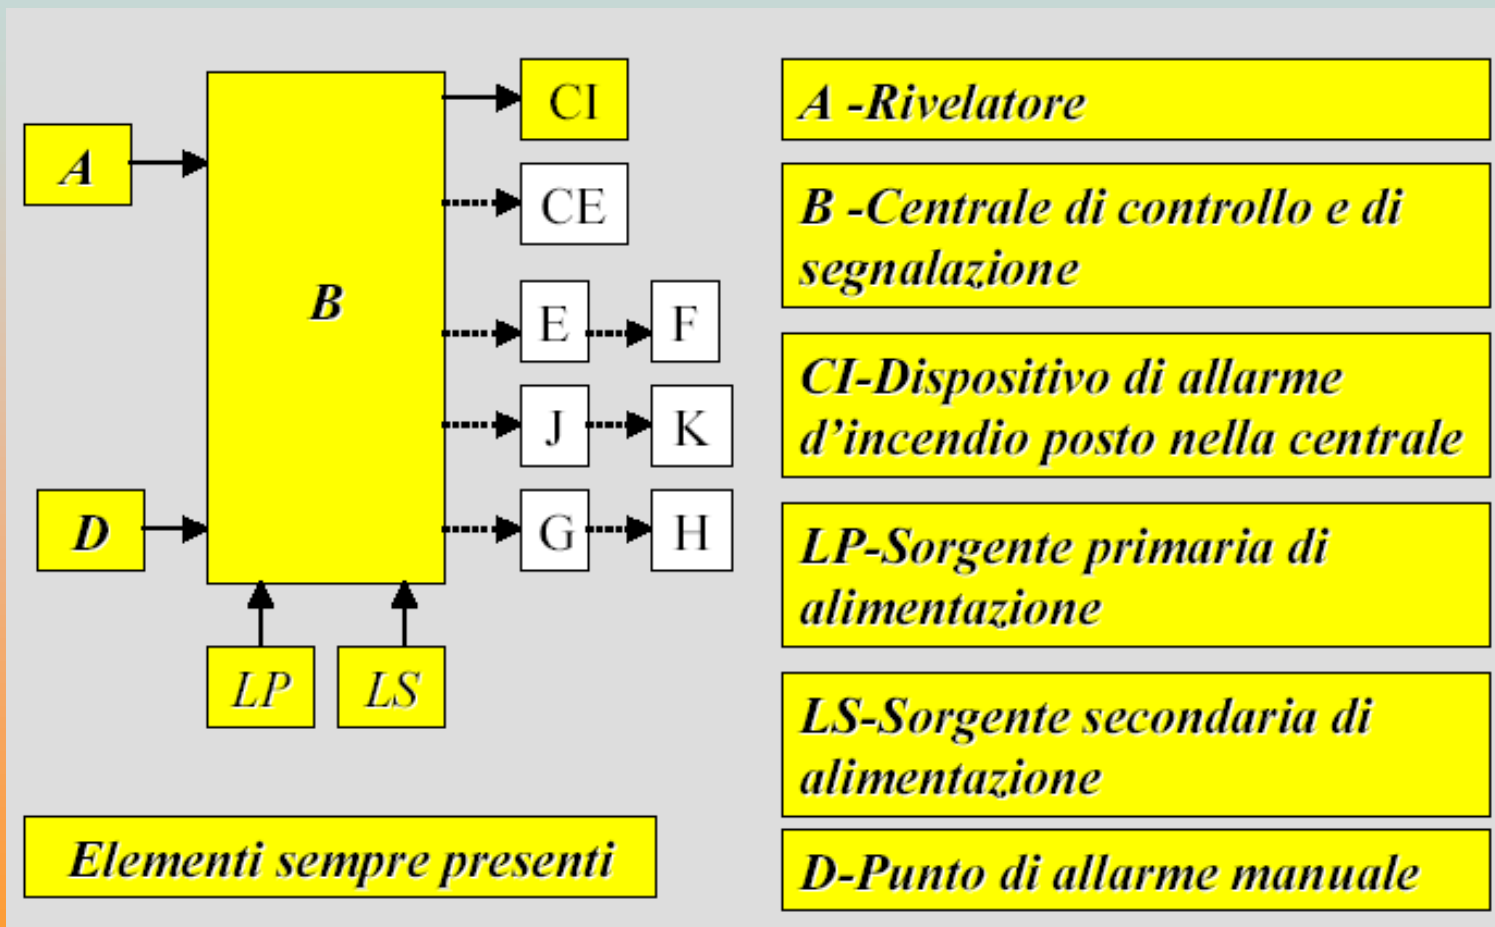 A
B
D
LP
LS
CI
CE
E
F
J
K
G
H
Elementi sempre presenti
A -Rivelatore
B -Centrale di controllo e di
segnalazione
CI-Dispositivo di allarme
d'incendio posto nella centrale
LP-Sorgente primaria di
alimentazione
LS-Sorgente secondaria di
alimentazione
D-Punto di allarme manuale